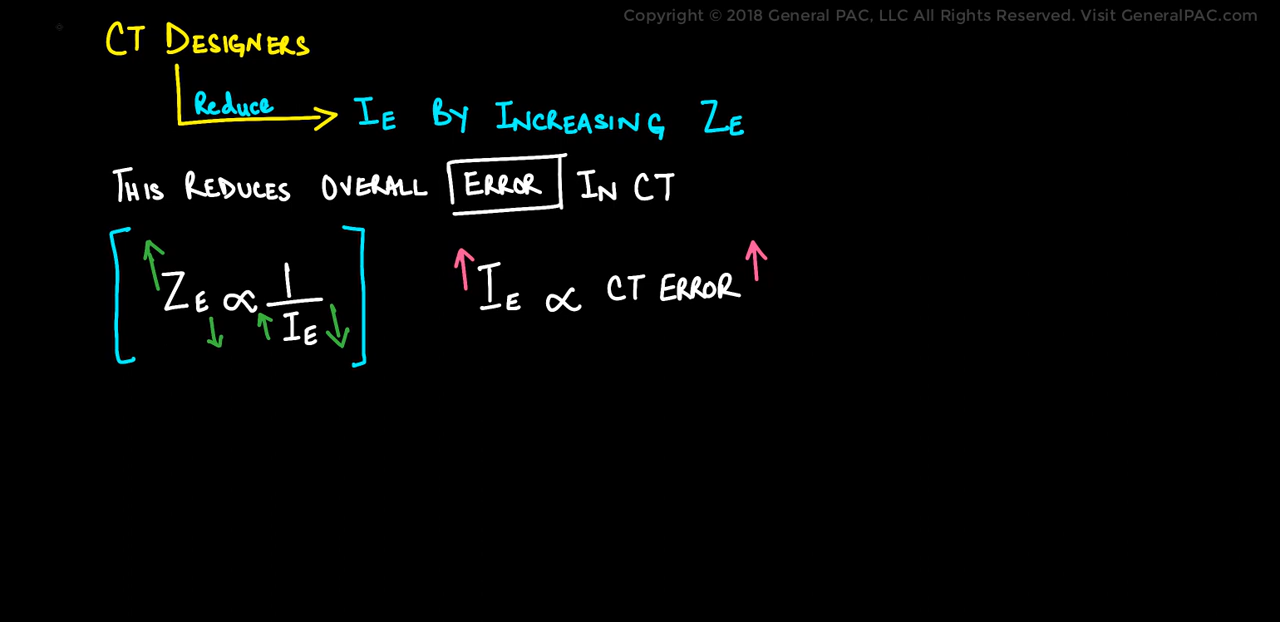 Copyright © 2018 General PAC, LLC All Rights Reserved. Visit GeneralPAC.com
CT DESIGNERS
Reduce
IE BY INCREASING ZE
THIS REDUCES OVERALL ERROR IN CT
↑ZE ∝ 1/IE ↓ ↑ ↓
↑IE ∝ CT ERROR↑